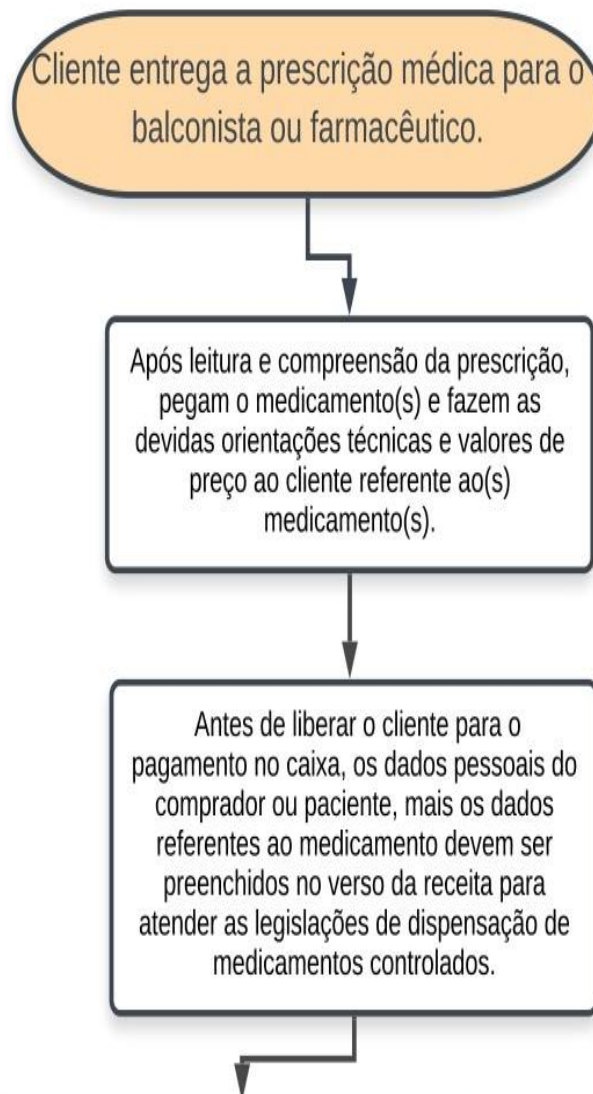 Cliente entrega a prescrição médica para o
balconista ou farmacêutico.
Após leitura e compreensão da prescrição,
pegam o medicamento(s) e fazem as
devidas orientações técnicas e valores de
preço ao cliente referente ao(s)
medicamento(s).
Antes de liberar o cliente para o
pagamento no caixa, os dados pessoais do
comprador ou paciente, mais os dados
referentes ao medicamento devem ser
preenchidos no verso da receita para
atender as legislações de dispensação de
medicamentos controlados.